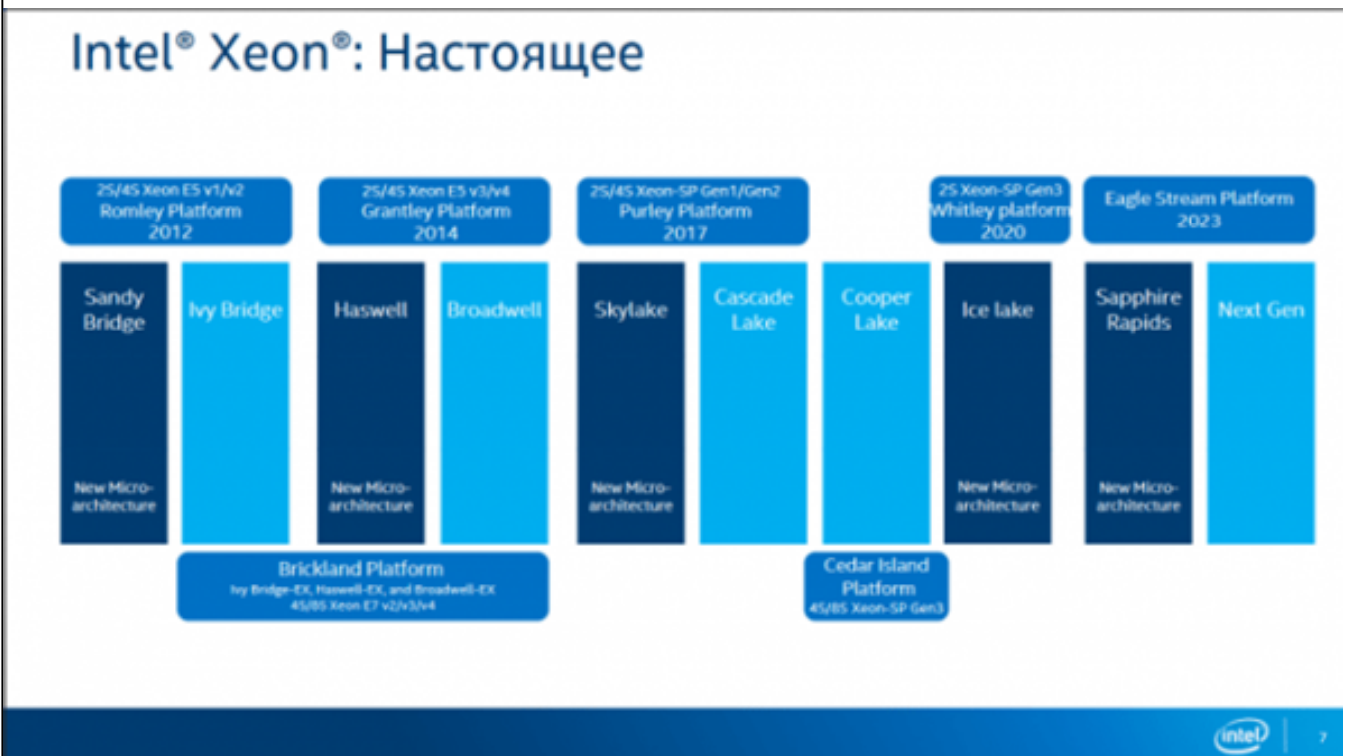 Intel® Xeon®: Настоящее
2S/4S Xeon E5 v1/v2
Romley Platform
2012
2S/4S Xeon E5 v3/v4
Grantley Platform
2014
2S/4S Xeon-SP Gen1/Gen2
Purley Platform
2017
2S Xeon-SP Gen3
Whitley platform
2020
Eagle Stream Platform
2023
Sandy
Bridge
Ivy Bridge
Haswell
Broadwell
Skylake
Cascade
Lake
Cooper
Lake
Ice lake
Sapphire
Rapids
Next Gen
New Micro-
architecture
New Micro-
architecture
New Micro-
architecture
New Micro-
architecture
New Micro-
architecture
Brickland Platform
Ivy Bridge-EX, Haswell-EX, and Broadwell-EX
4S/8S Xeon E7 v2/v3/v4
Cedar Island
Platform
4S/8S Xeon-SP Gen3
intel
7